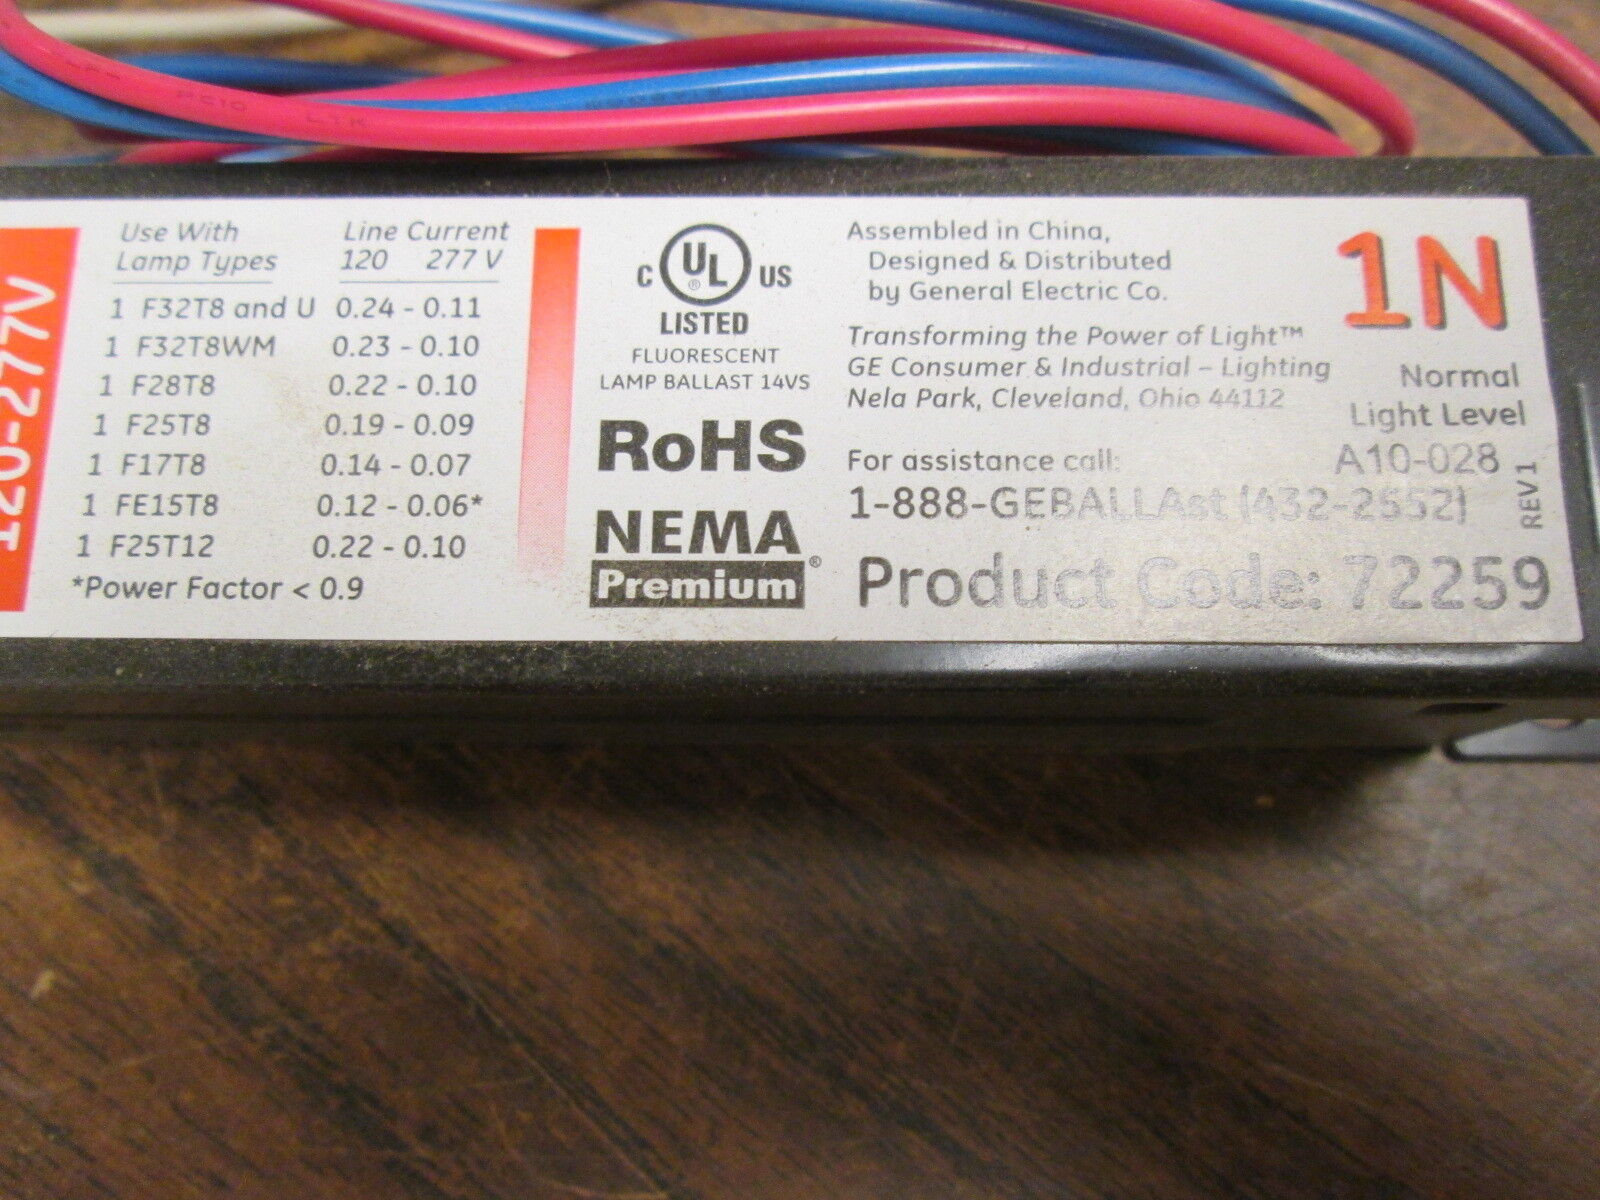 120-277V
Use With Lamp Types Line Current 120 277 V
1 F32T8 and U 0.24 - 0.11
1 F32T8WM 0.23 - 0.10
1 F28T8 0.22 - 0.10
1 F25T8 0.19 - 0.09
1 F17T8 0.14 - 0.07
1 FE15T8 0.12 - 0.06*
1 F25T12 0.22 - 0.10
*Power Factor < 0.9
C UL® US
LISTED
FLUORESCENT
LAMP BALLAST 14VS
RoHS
NEMA
Premium®
Assembled in China,
Designed & Distributed
by General Electric Co.
Transforming the Power of Light™
GE Consumer & Industrial – Lighting
Nela Park, Cleveland, Ohio 44112
For assistance call:
1-888-GEBALLAst (432-2552)
Product Code: 72259
1N
Normal
Light Level
A10-028
REV 1